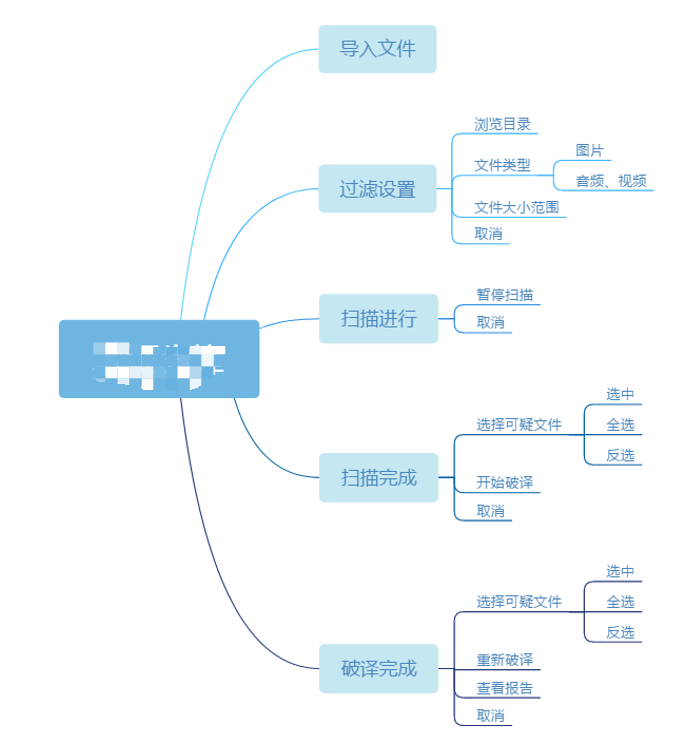 导入文件
过滤设置
浏览目录
文件类型
图片
音频、视频
文件大小范围
取消
扫描进行
暂停扫描
取消
扫描完成
选择可疑文件
选中
全选
反选
开始破译
取消
破译完成
选择可疑文件
选中
全选
反选
重新破译
查看报告
取消